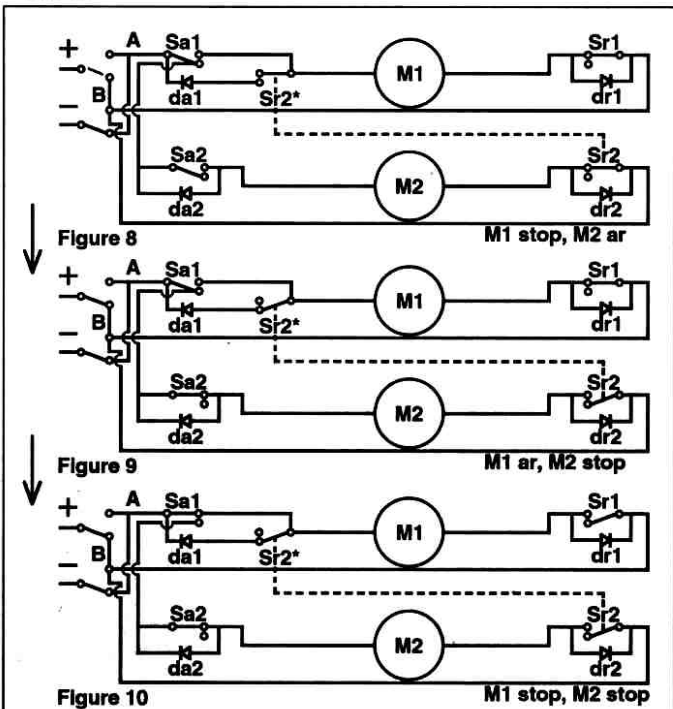 + A Sa1 Sr1
M1
da1 Sr2* dr1
B
− Sa2 Sr2
M2
da2 dr2
Figure 8 M1 stop, M2 ar
+ A Sa1 Sr1
M1
da1 Sr2* dr1
B
− Sa2 Sr2
M2
da2 dr2
Figure 9 M1 ar, M2 stop
+ A Sa1 Sr1
M1
da1 Sr2* dr1
B
− Sa2 Sr2
M2
da2 dr2
Figure 10 M1 stop, M2 stop